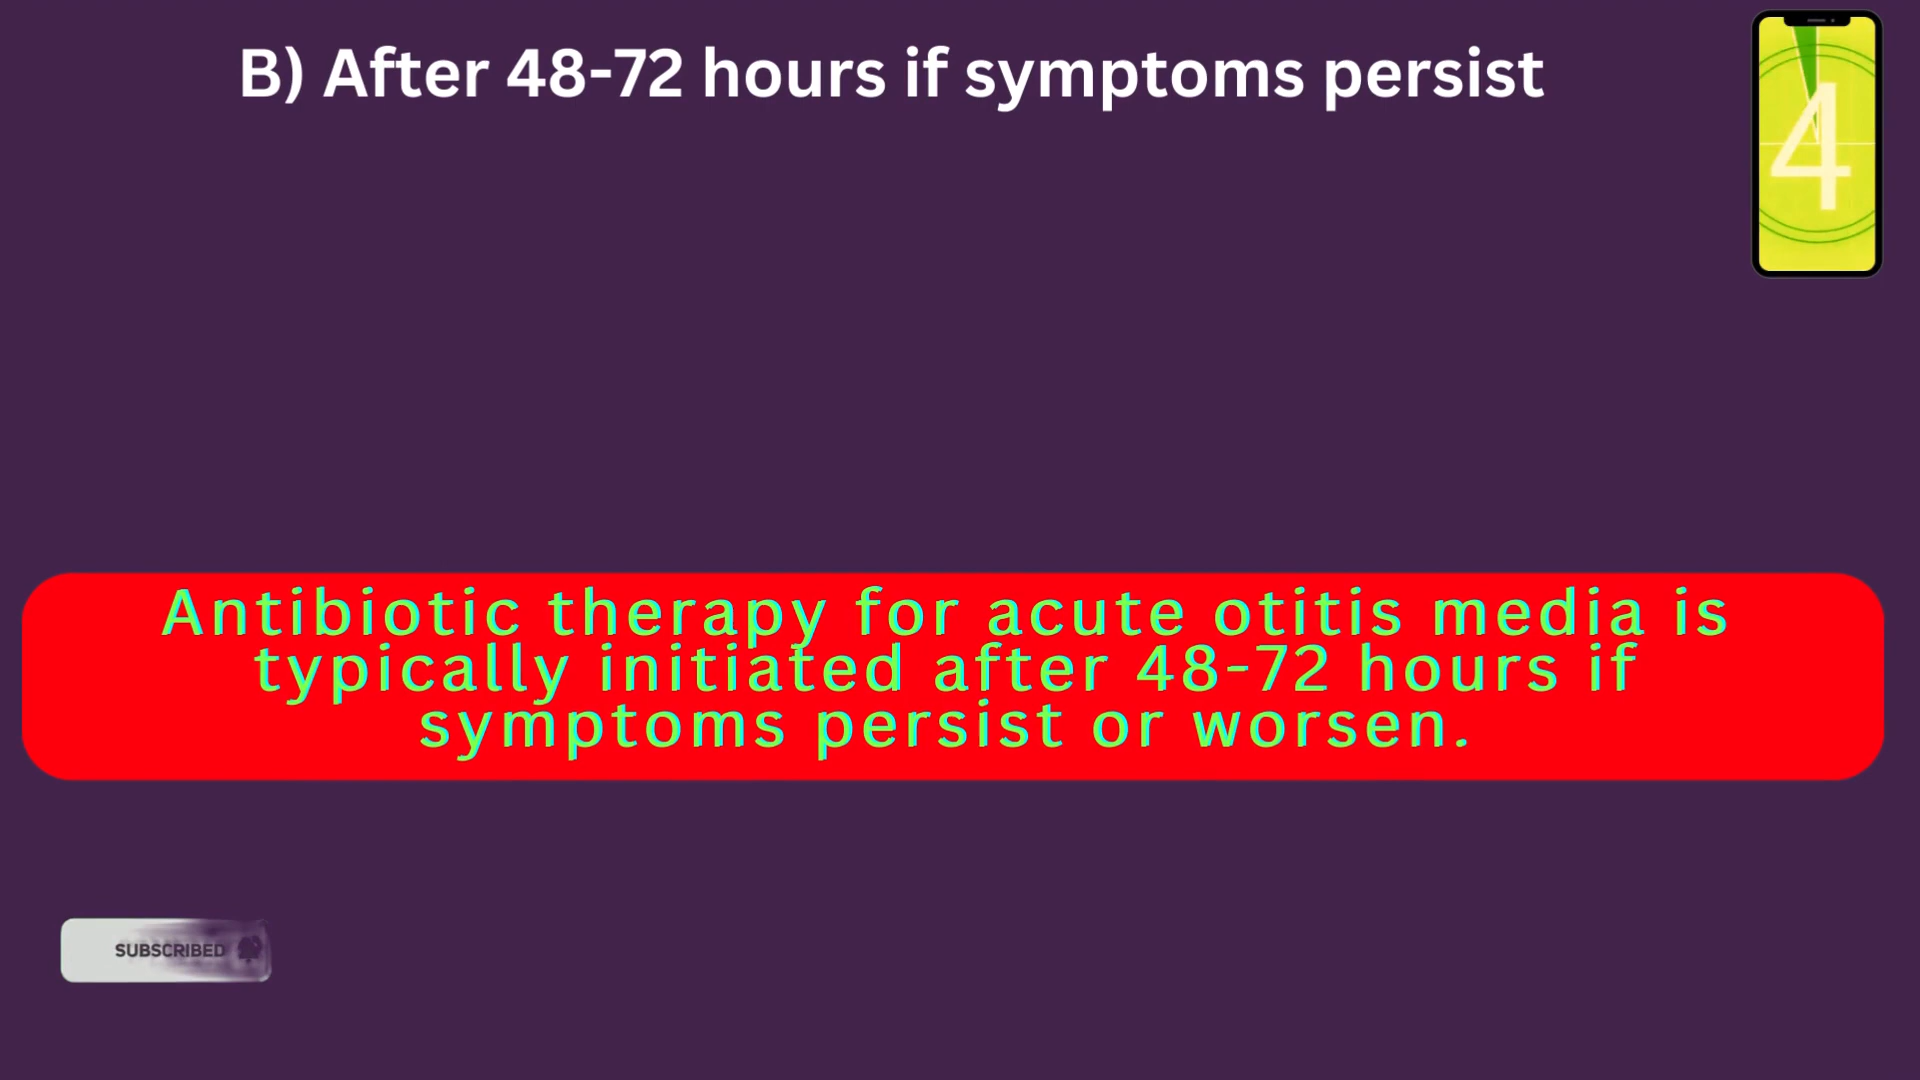 B) After 48-72 hours if symptoms persist
4
Antibiotic therapy for acute otitis media is
typically initiated after 48-72 hours if
symptoms persist or worsen.
SUBSCRIBED